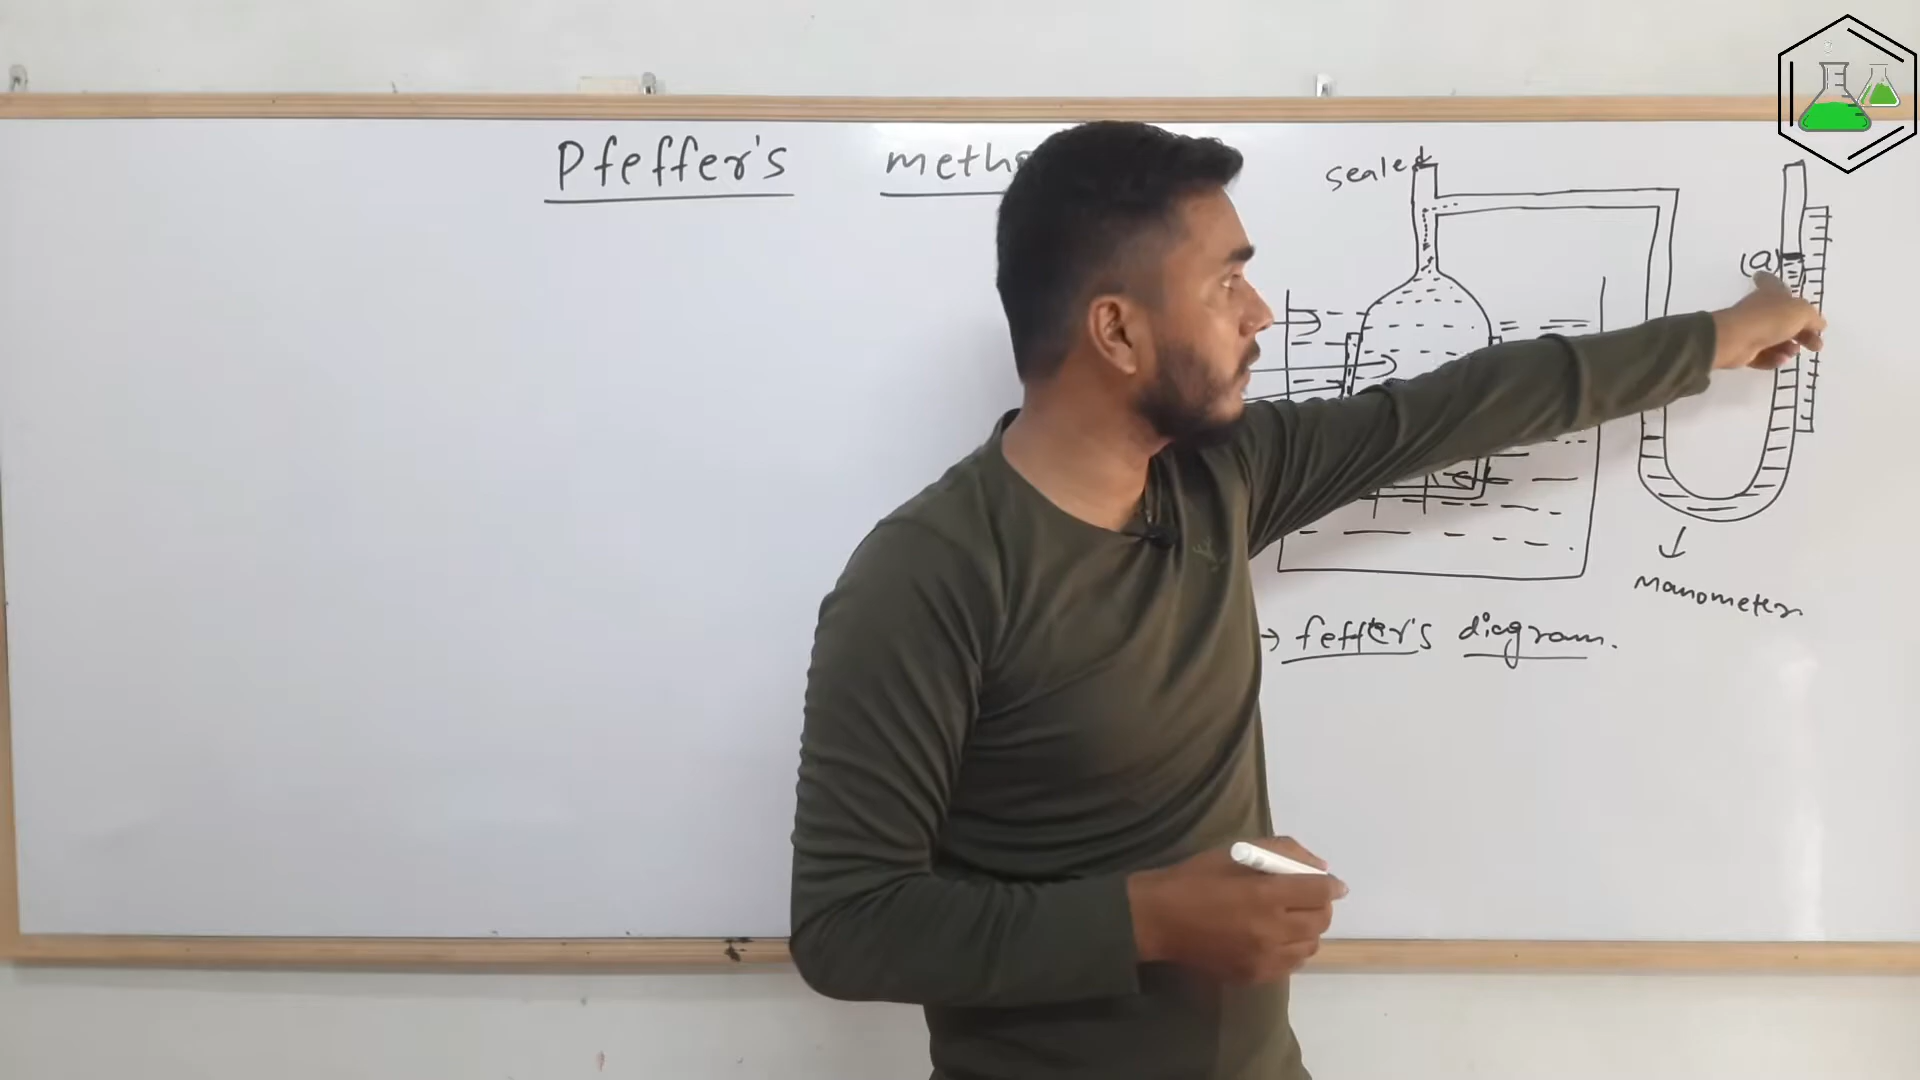 Pfeffer's metho
sealed
(a)
Manometer.
→ feffer's diagram.